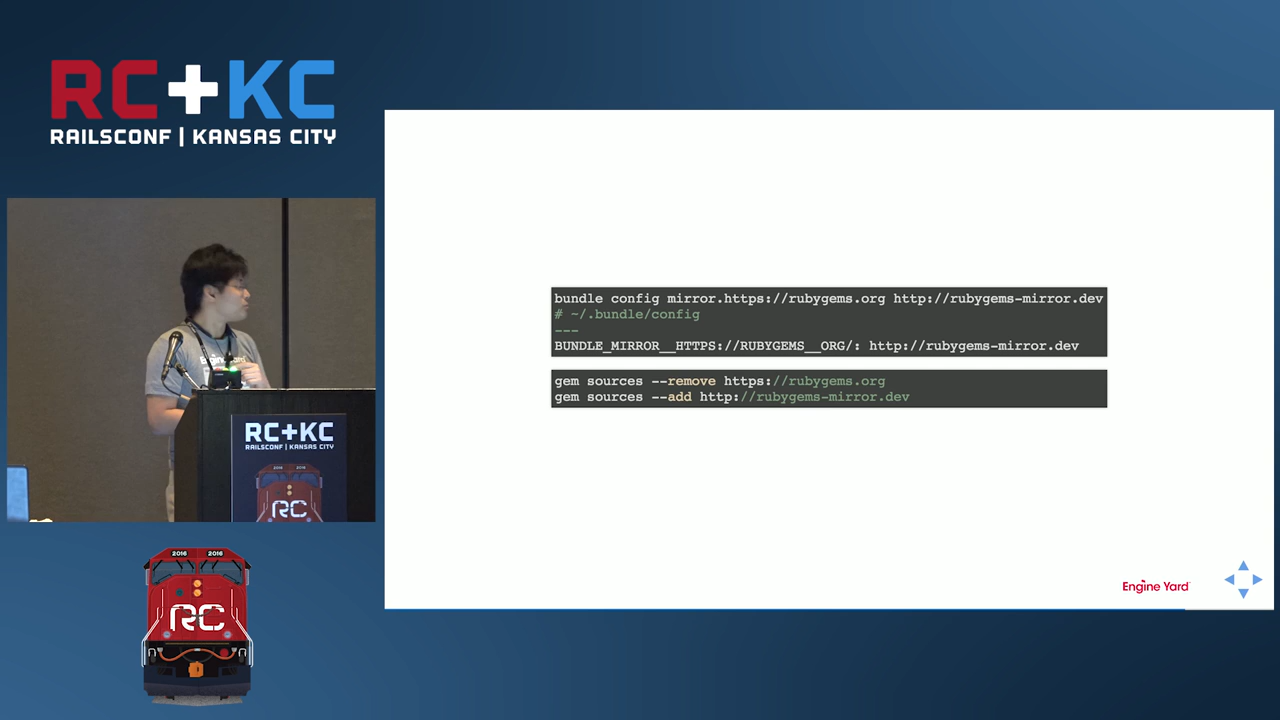 RC+KC
RAILSCONF | KANSAS CITY
bundle config mirror.https://rubygems.org http://rubygems-mirror.dev
# ~/.bundle/config
---
BUNDLE_MIRROR__HTTPS://RUBYGEMS__ORG/: http://rubygems-mirror.dev
gem sources --remove https://rubygems.org
gem sources --add http://rubygems-mirror.dev
RC+KC
RAILSCONF | KANSAS CITY
2016 2016
RC
Engine Yard
2016 2016
RC